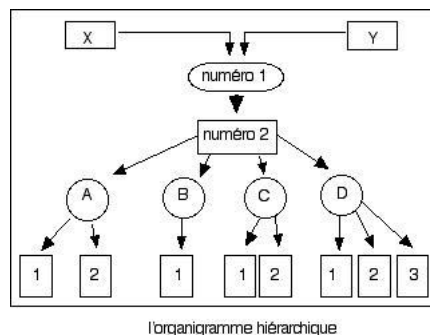 X Y
numéro 1
numéro 2
A B C D
1 2 1 1 2 1 2 3
l'organigramme hiérarchique